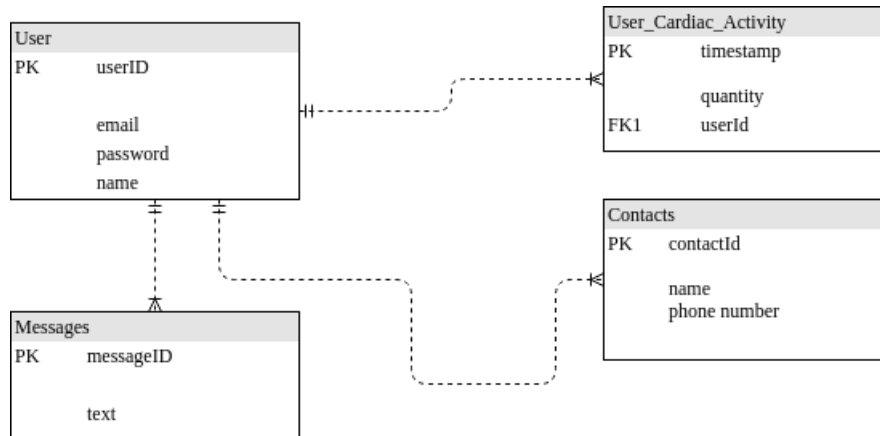 User
PK userID
email
password
name
User_Cardiac_Activity
PK timestamp
quantity
FK1 userId
Contacts
PK contactId
name
phone number
Messages
PK messageID
text